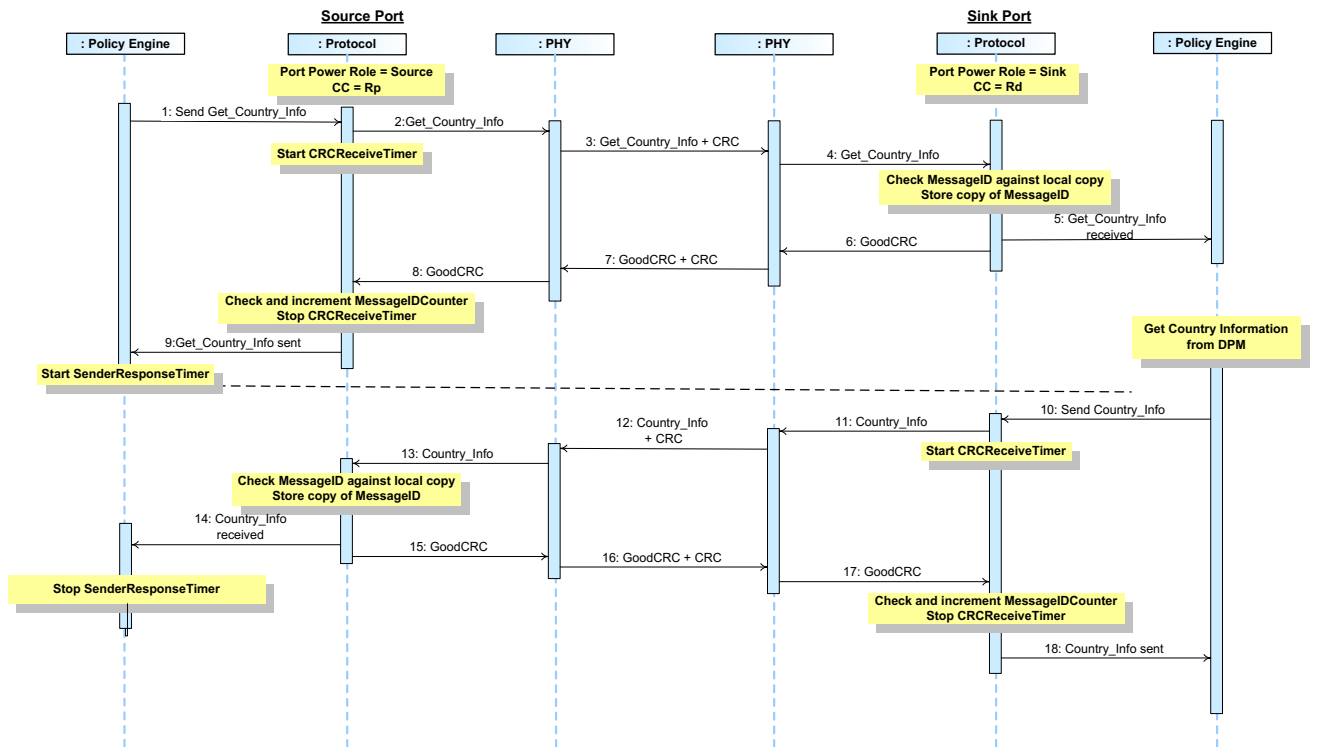 Source Port
Sink Port
: Policy Engine
: Protocol
: PHY
: PHY
: Protocol
: Policy Engine
Port Power Role = Source
CC = Rp
Port Power Role = Sink
CC = Rd
1: Send Get_Country_Info
2:Get_Country_Info
Start CRCReceiveTimer
3: Get_Country_Info + CRC
4: Get_Country_Info
Check MessageID against local copy
Store copy of MessageID
5: Get_Country_Info
received
6: GoodCRC
7: GoodCRC + CRC
8: GoodCRC
Check and increment MessageIDCounter
Stop CRCReceiveTimer
9:Get_Country_Info sent
Start SenderResponseTimer
Get Country Information
from DPM
10: Send Country_Info
11: Country_Info
Start CRCReceiveTimer
12: Country_Info
+ CRC
13: Country_Info
Check MessageID against local copy
Store copy of MessageID
14: Country_Info
received
15: GoodCRC
16: GoodCRC + CRC
17: GoodCRC
Stop SenderResponseTimer
Check and increment MessageIDCounter
Stop CRCReceiveTimer
18: Country_Info sent